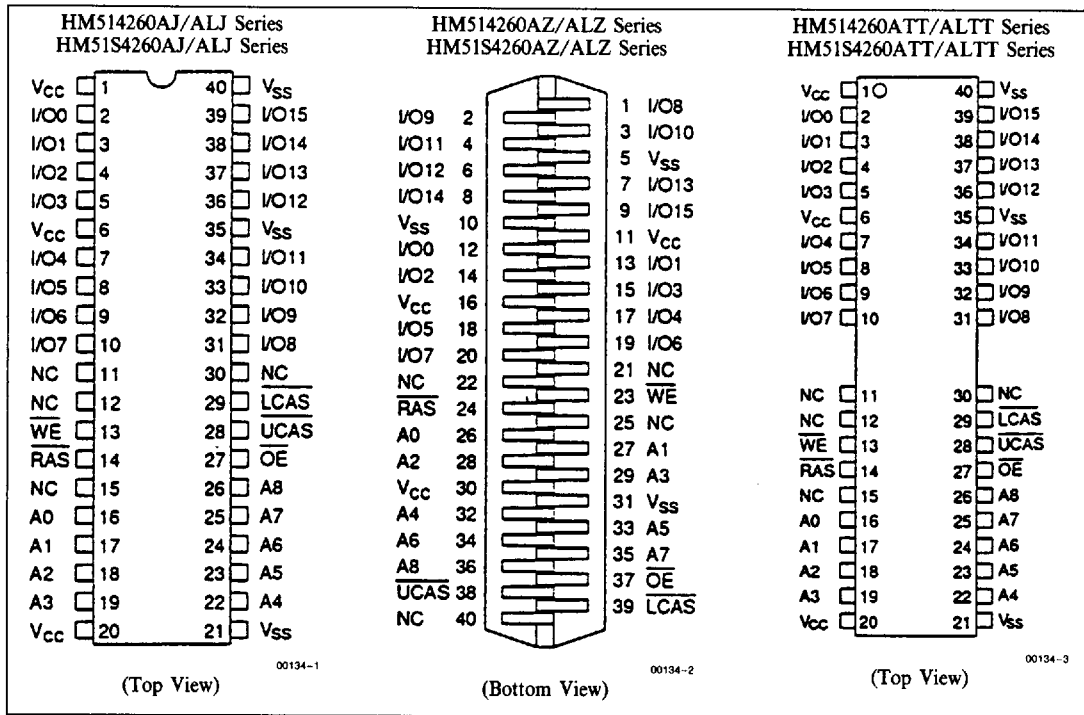 HM514260AJ/ALJ Series
HM51S4260AJ/ALJ Series
VCC 1 40 VSS
I/O0 2 39 I/O15
I/O1 3 38 I/O14
I/O2 4 37 I/O13
I/O3 5 36 I/O12
VCC 6 35 VSS
I/O4 7 34 I/O11
I/O5 8 33 I/O10
I/O6 9 32 I/O9
I/O7 10 31 I/O8
NC 11 30 NC
NC 12 29 LCAS
WE 13 28 UCAS
RAS 14 27 OE
NC 15 26 A8
A0 16 25 A7
A1 17 24 A6
A2 18 23 A5
A3 19 22 A4
VCC 20 21 VSS
00134-1
(Top View)
HM514260AZ/ALZ Series
HM51S4260AZ/ALZ Series
1 I/O8
I/O9 2
3 I/O10
I/O11 4
5 VSS
I/O12 6
7 I/O13
I/O14 8
9 I/O15
VSS 10
11 VCC
I/O0 12
13 I/O1
I/O2 14
15 I/O3
VCC 16
17 I/O4
I/O5 18
19 I/O6
I/O7 20
21 NC
NC 22
23 WE
RAS 24
25 NC
A0 26
27 A1
A2 28
29 A3
VCC 30
31 VSS
A4 32
33 A5
A6 34
35 A7
A8 36
37 OE
UCAS 38
39 LCAS
NC 40
00134-2
(Bottom View)
HM514260ATT/ALTT Series
HM51S4260ATT/ALTT Series
VCC 1 40 VSS
I/O0 2 39 I/O15
I/O1 3 38 I/O14
I/O2 4 37 I/O13
I/O3 5 36 I/O12
VCC 6 35 VSS
I/O4 7 34 I/O11
I/O5 8 33 I/O10
I/O6 9 32 I/O9
I/O7 10 31 I/O8
NC 11 30 NC
NC 12 29 LCAS
WE 13 28 UCAS
RAS 14 27 OE
NC 15 26 A8
A0 16 25 A7
A1 17 24 A6
A2 18 23 A5
A3 19 22 A4
VCC 20 21 VSS
00134-3
(Top View)